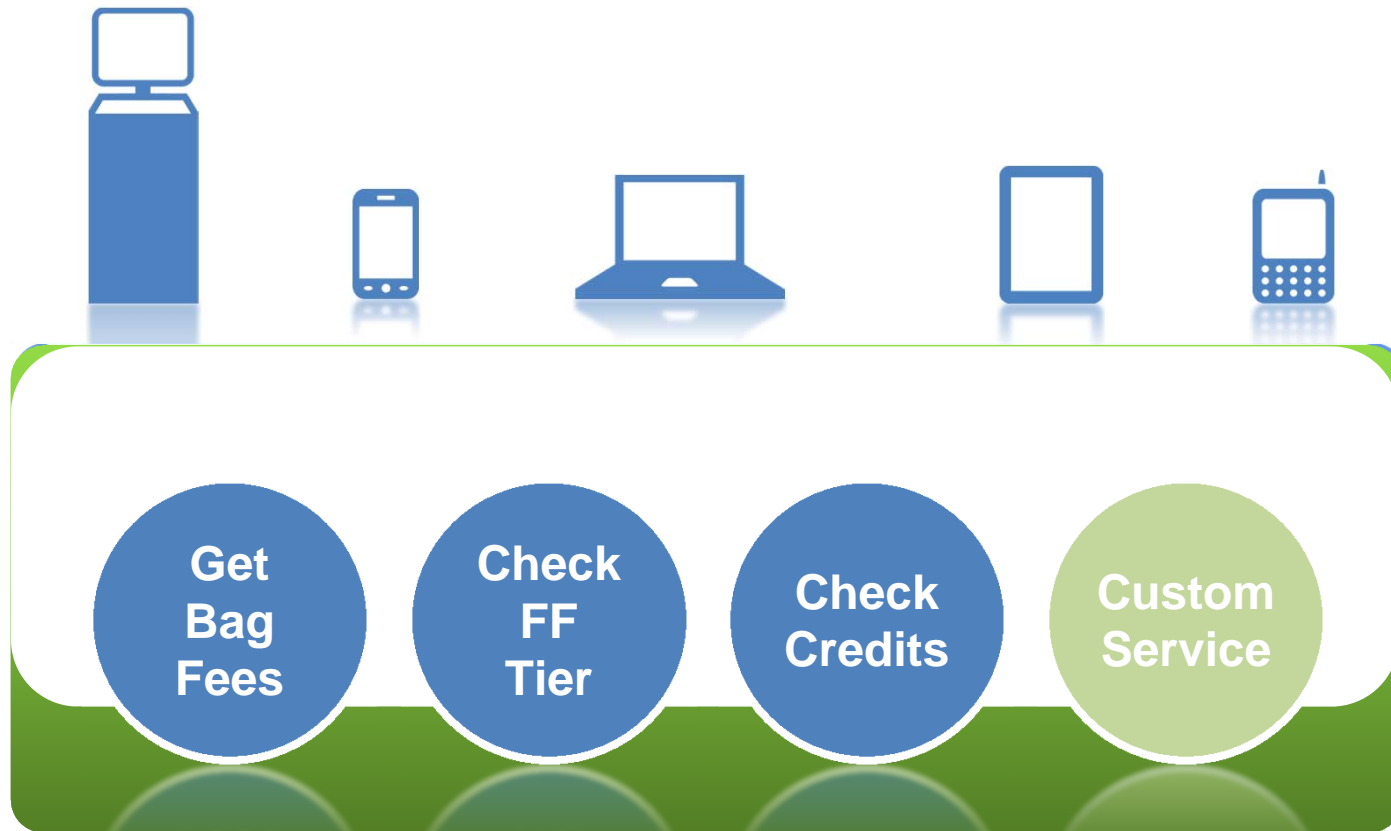 Get
Bag
Fees
Check
FF
Tier
Check
Credits
Custom
Service